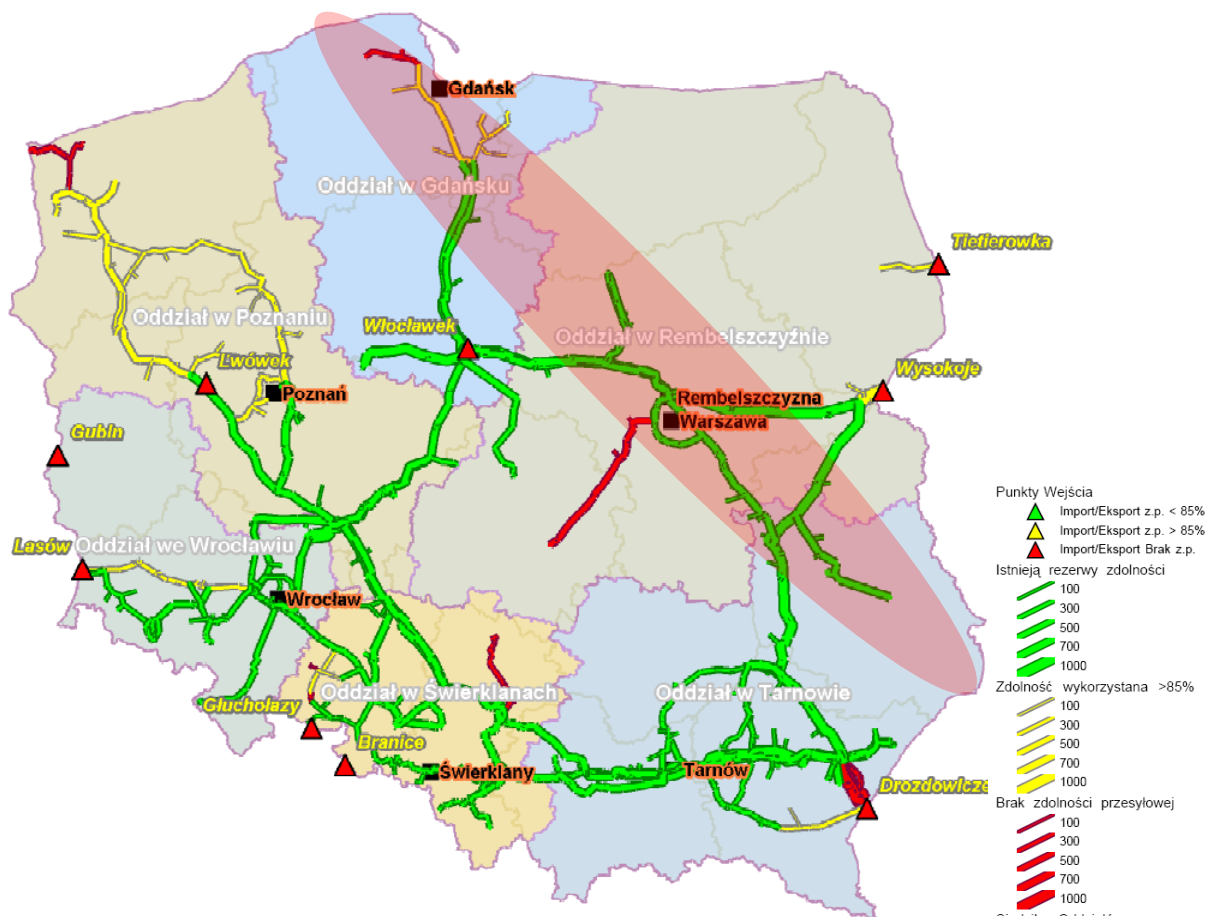 Gdańsk
Oddział w Gdańsku
Tietierowka
Oddział w Poznaniu
Włocławek
Oddział w Rembelszczyźnie
Lwówek
Wysokoje
Poznań
Rembelszczyzna
Warszawa
Gubin
Lasów
Oddział we Wrocławiu
Wrocław
Głuchołazy
Oddział w Świerklanach
Oddział w Tarnowie
Branice
Świerklany
Tarnów
Drozdowicze
Punkty Wejścia
Import/Eksport z.p. < 85%
Import/Eksport z.p. > 85%
Import/Eksport Brak z.p.
Istnieją rezerwy zdolności
100
300
500
700
1000
Zdolność wykorzystana >85%
100
300
500
700
1000
Brak zdolności przesyłowej
100
300
500
700
1000